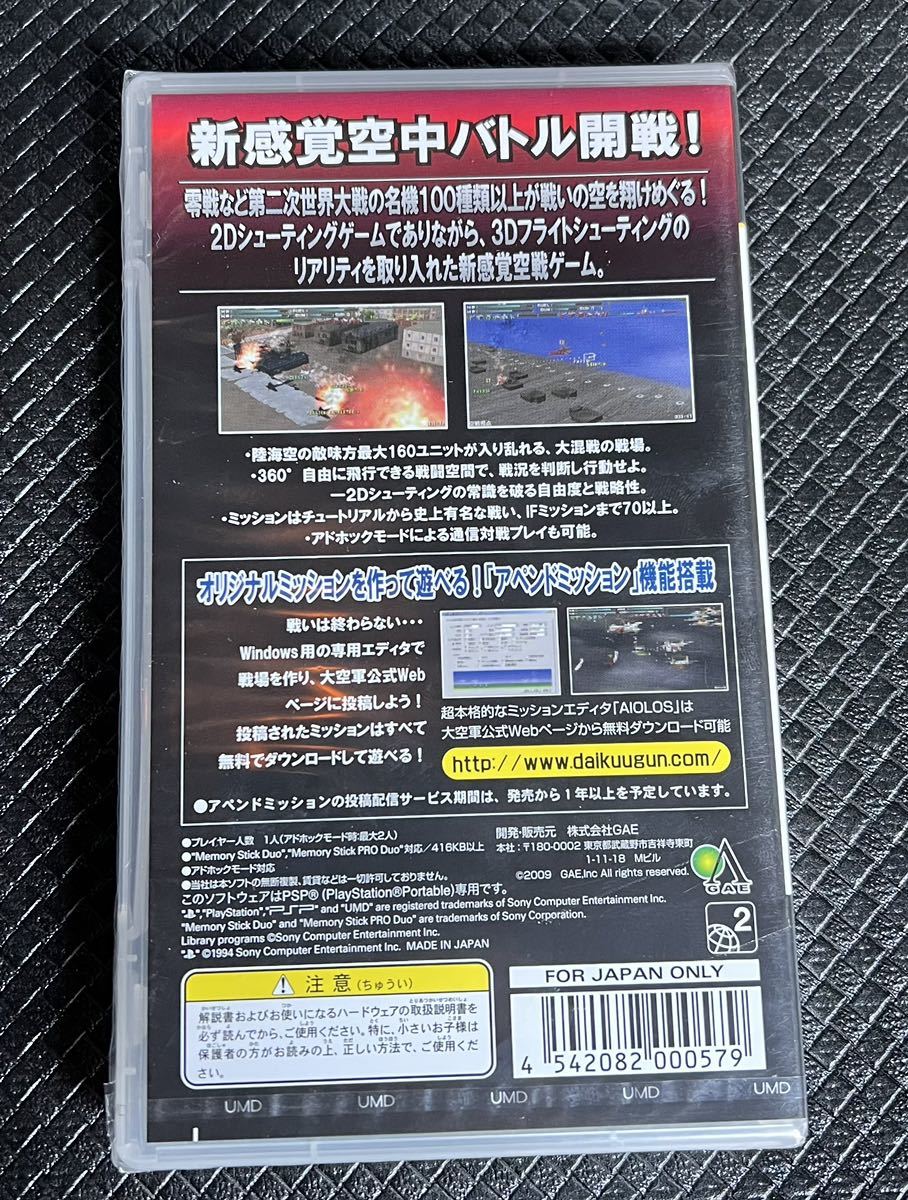 新感覚空中バトル開戦!
零戦など第二次世界大戦の名機100種類以上が戦いの空を翔けめぐる!
2Dシューティングゲームでありながら、3Dフライトシューティングの
リアリティを取り入れた新感覚空戦ゲーム。
・陸海空の敵味方最大160ユニットが入り乱れる、大混戦の戦場。
・360°自由に飛行できる戦闘空間で、戦況を判断し行動せよ。
―2Dシューティングの常識を破る自由度と戦略性。
・ミッションはチュートリアルから史上有名な戦い、IFミッションまで70以上。
・アドホックモードによる通信対戦プレイも可能。
オリジナルミッションを作って遊べる!「アペンドミッション」機能搭載
戦いは終わらない・・・
Windows用の専用エディタで
戦場を作り、大空軍公式Web
ページに投稿しよう!
投稿されたミッションはすべて
無料でダウンロードして遊べる!
超本格的なミッションエディタ「AIOLOS」は
大空軍公式Webページから無料ダウンロード可能
http://www.daikuugun.com/
●アペンドミッションの投稿配信サービス期間は、発売から1年以上を予定しています。
●プレイヤー人数 1人(アドホックモード時:最大2人)
●"Memory Stick Duo","Memory Stick PRO Duo"対応/416KB以上
●アドホックモード対応
●当社は本ソフトの無断複製、賃貸などは一切許可しておりません。
このソフトウェアはPSP®(PlayStation®Portable)専用です。
開発・販売元 株式会社GAE
本社:〒180-0002 東京都武蔵野市吉祥寺東町
1-11-18 Mビル
©2009 GAE,Inc All rights reserved.
GAE
","PlayStation","PSP" and "UMD" are registered trademarks of Sony Computer Entertainment Inc.
"Memory Stick Duo" and "Memory Stick PRO Duo" are trademarks of Sony Corporation.
Library programs ©Sony Computer Entertainment Inc.
©1994 Sony Computer Entertainment Inc. MADE IN JAPAN
2
注意(ちゅうい)
解説書およびお使いになるハードウェアの取扱説明書を
必ず読んでから、ご使用ください。特に、小さいお子様は
保護者の方がお読みの上、正しい方法で、ご使用くだ
さい。
FOR JAPAN ONLY
4 542082 000579
UMD UMD UMD UMD UMD